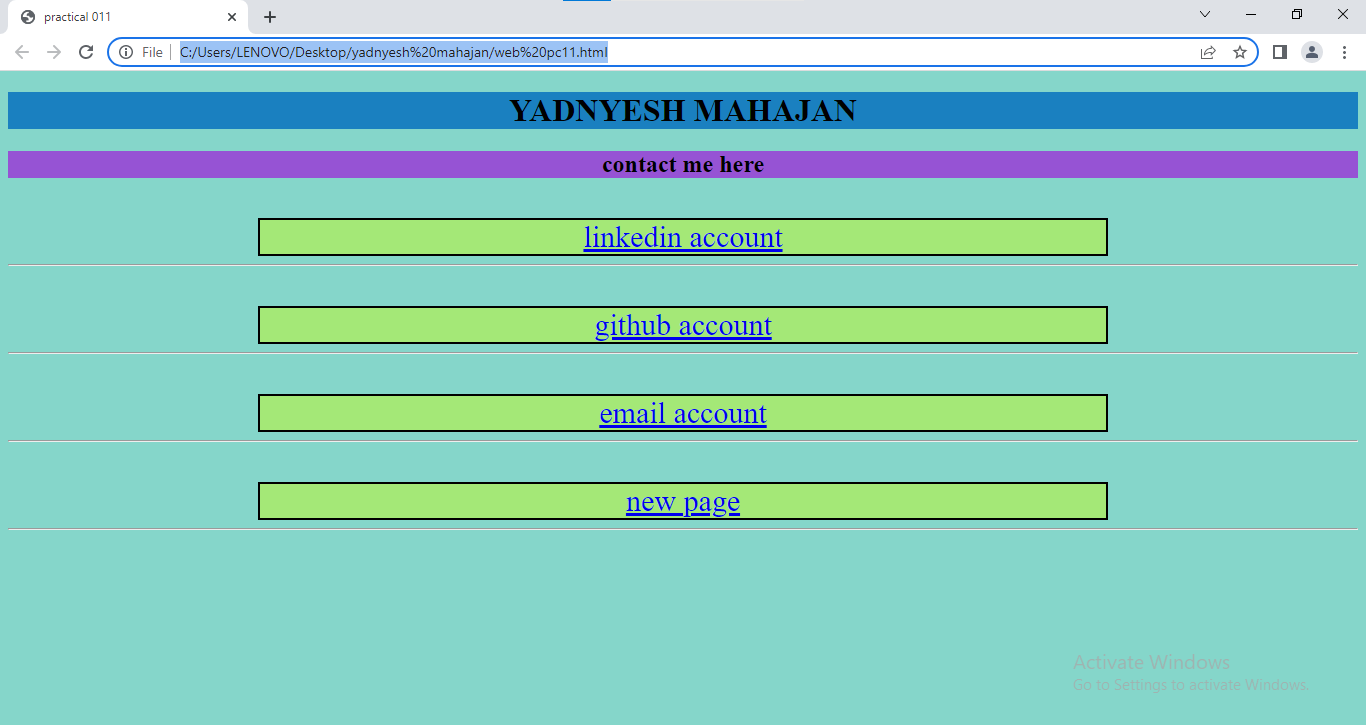 practical 011
File
C:/Users/LENOVO/Desktop/yadnyesh%20mahajan/web%20pc11.html
YADNYESH MAHAJAN
contact me here
linkedin account
github account
email account
new page
Activate Windows
Go to Settings to activate Windows.